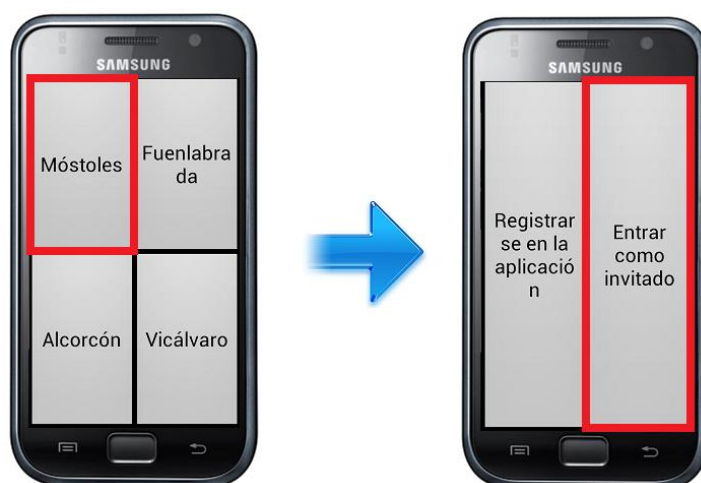 SAMSUNG
Móstoles
Fuenlabra
da
Alcorcón
Vicálvaro
SAMSUNG
Registrar
se en la
aplicació
n
Entrar
como
invitado